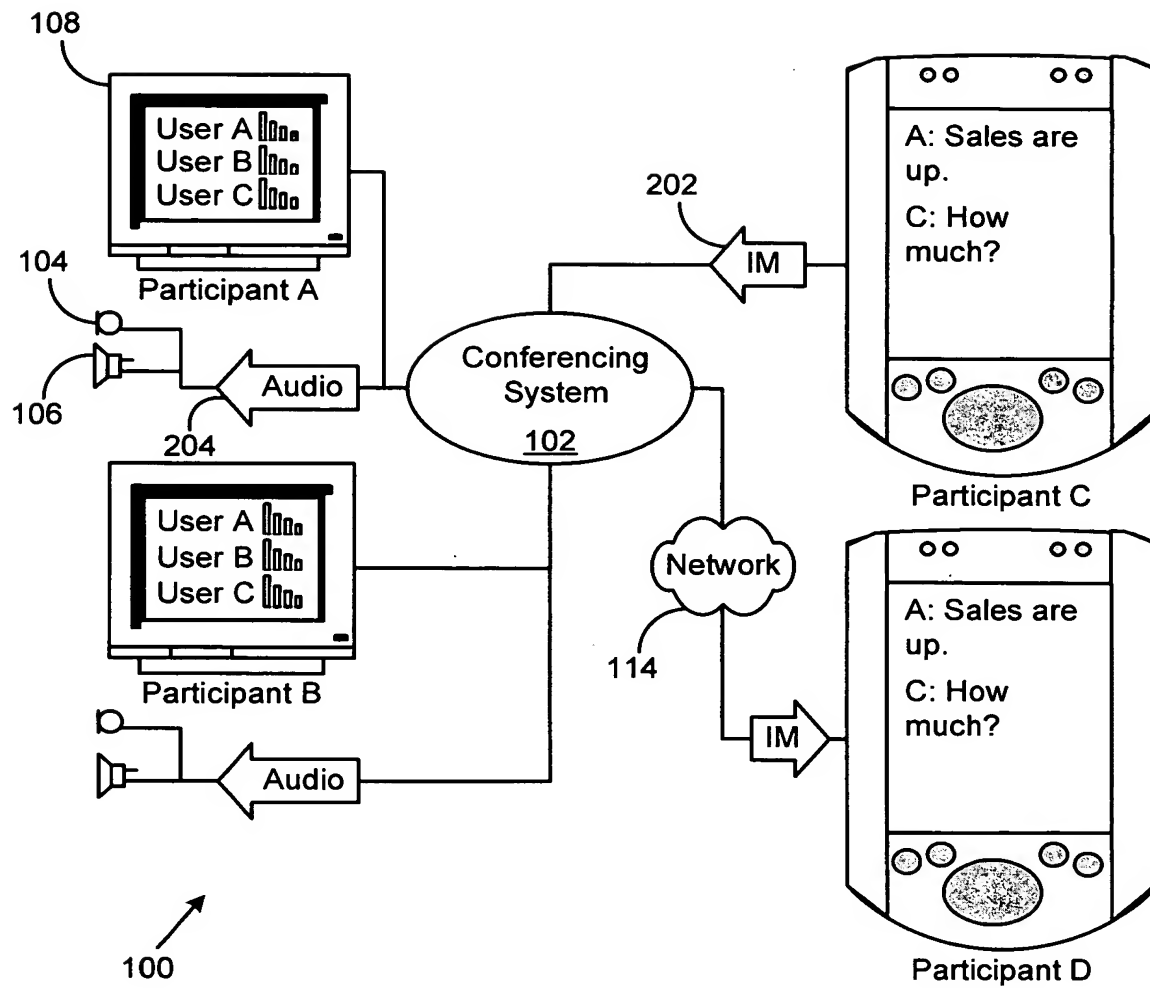 108
User A
User B
User C
Participant A
104
106
Audio
204
Conferencing
System
102
202
IM
A: Sales are
up.
C: How
much?
Participant C
User A
User B
User C
Participant B
Audio
Network
114
IM
A: Sales are
up.
C: How
much?
Participant D
100